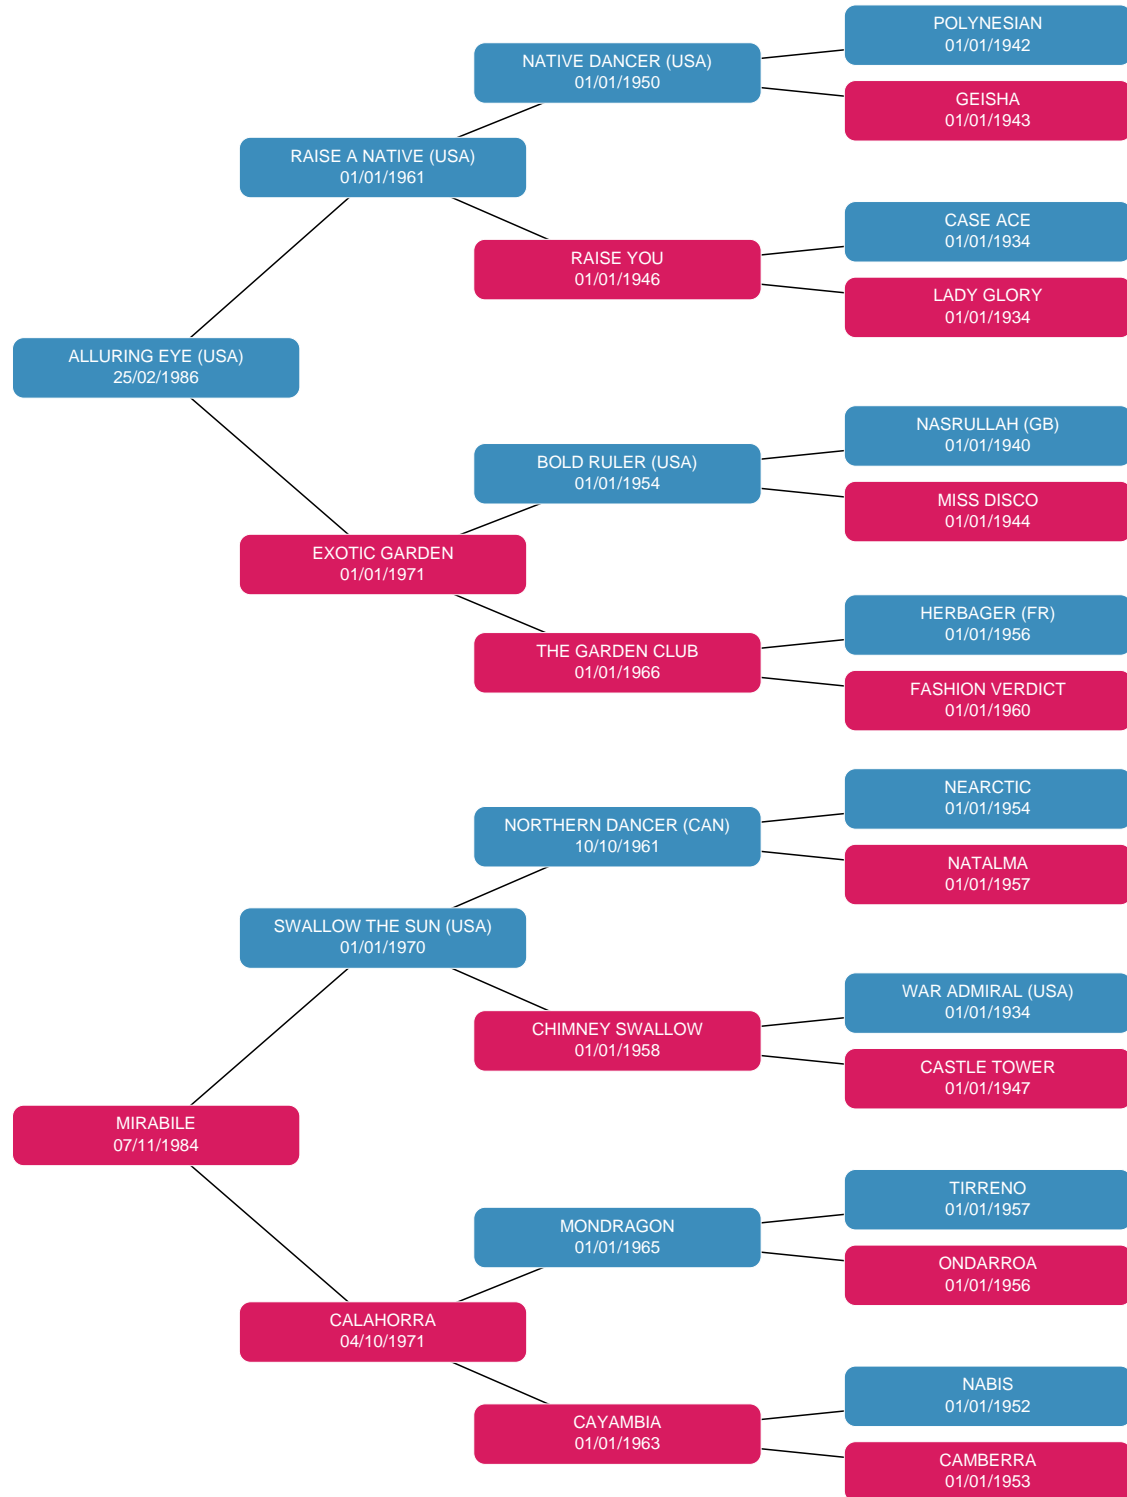 POLYNESIAN
01/01/1942
NATIVE DANCER (USA)
01/01/1950
GEISHA
01/01/1943
RAISE A NATIVE (USA)
01/01/1961
CASE ACE
01/01/1934
RAISE YOU
01/01/1946
LADY GLORY
01/01/1934
ALLURING EYE (USA)
25/02/1986
NASRULLAH (GB)
01/01/1940
BOLD RULER (USA)
01/01/1954
MISS DISCO
01/01/1944
EXOTIC GARDEN
01/01/1971
HERBAGER (FR)
01/01/1956
THE GARDEN CLUB
01/01/1966
FASHION VERDICT
01/01/1960
NEARCTIC
01/01/1954
NORTHERN DANCER (CAN)
10/10/1961
NATALMA
01/01/1957
SWALLOW THE SUN (USA)
01/01/1970
WAR ADMIRAL (USA)
01/01/1934
CHIMNEY SWALLOW
01/01/1958
CASTLE TOWER
01/01/1947
MIRABILE
07/11/1984
TIRRENO
01/01/1957
MONDRAGON
01/01/1965
ONDARROA
01/01/1956
CALAHORRA
04/10/1971
NABIS
01/01/1952
CAYAMBIA
01/01/1963
CAMBERRA
01/01/1953